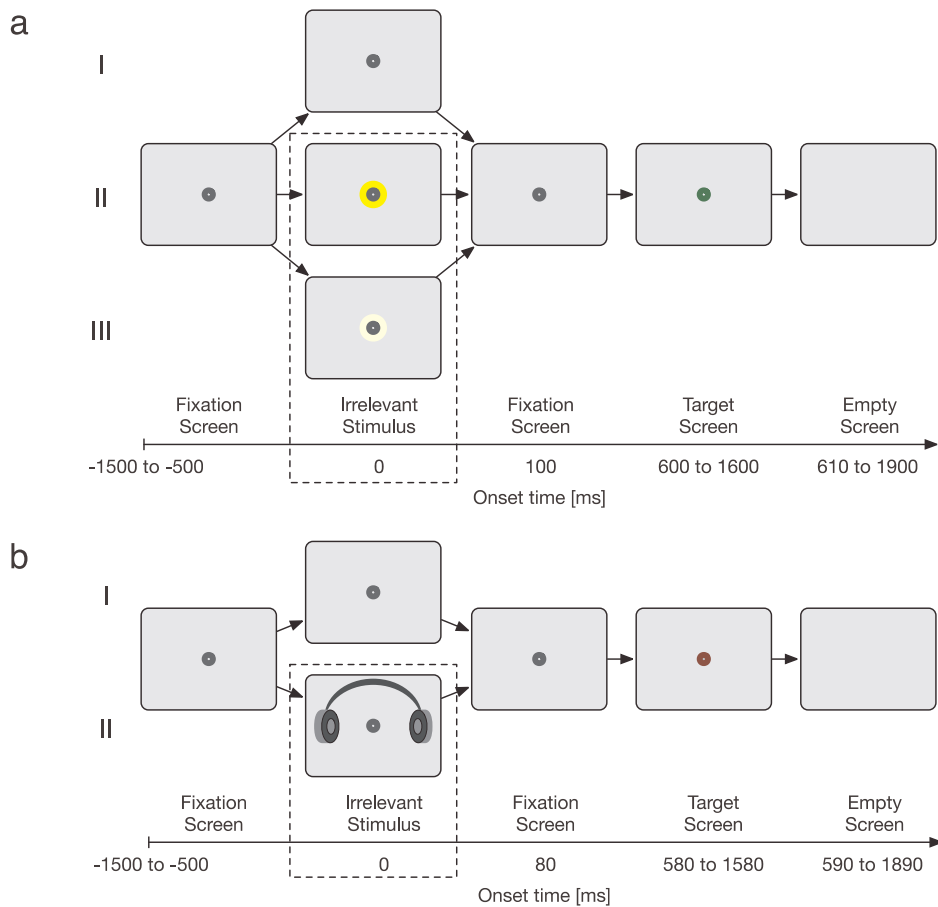 a
I
II
III
Fixation Screen
Irrelevant Stimulus
Fixation Screen
Target Screen
Empty Screen
-1500 to -500
0
100
600 to 1600
610 to 1900
Onset time [ms]
b
I
II
Fixation Screen
Irrelevant Stimulus
Fixation Screen
Target Screen
Empty Screen
-1500 to -500
0
80
580 to 1580
590 to 1890
Onset time [ms]